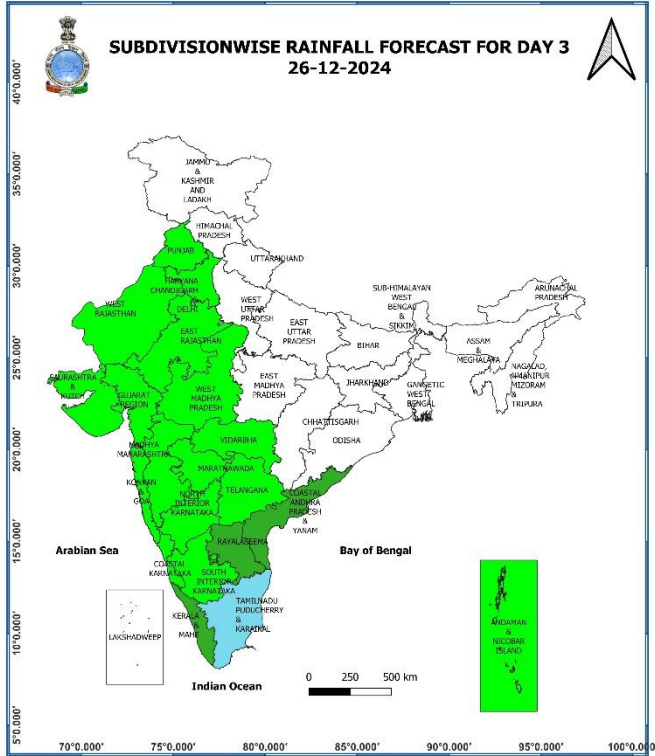 SUBDIVISIONWISE RAINFALL FORECAST FOR DAY 3
26-12-2024
40°0.000'
35°0.000'
30°0.000'
25°0.000'
20°0.000'
15°0.000'
10°0.000'
5°0.000'
JAMMU
&
KASHMIR
AND
LADAKH
HIMACHAL
PRADESH
PUNJAB
UTTARAKHAND
HARYANA
CHANDIGARH
&
DELHI
WEST
RAJASTHAN
WEST
UTTAR
PRADESH
EAST
UTTAR
PRADESH
SUB-HIMALAYAN
WEST
BENGAL
&
SIKKIM
ARUNACHAL
PRADESH
EAST
RAJASTHAN
BIHAR
ASSAM
&
MEGHALAYA
NAGALAD,
MANIPUR
MIZORAM
&
TRIPURA
SAURASHTRA
&
KUTCH
GUJARAT
REGION
WEST
MADHYA
PRADESH
EAST
MADHYA
PRADESH
JHARKHAND
GANGETIC
WEST
BENGAL
CHHATTISGARH
ODISHA
VIDARBHA
MADHYA
MAHARASHTRA
MARATHAWADA
KONKAN
&
GOA
NORTH
INTERIOR
KARNATAKA
TELANGANA
COASTAL
ANDHRA
PRADESH
&
YANAM
RAYALASEEMA
Arabian Sea
Bay of Bengal
COASTAL
KARNATAKA
SOUTH
INTERIOR
KARNATAKA
TAMILNADU
PUDUCHERRY
&
KARAIKAL
KERALA
&
MAHE
LAKSHADWEEP
ANDAMAN
&
NICOBAR
ISLAND
Indian Ocean
0 250 500 km
70°0.000' 75°0.000' 80°0.000' 85°0.000' 90°0.000' 95°0.000' 100°0.000'